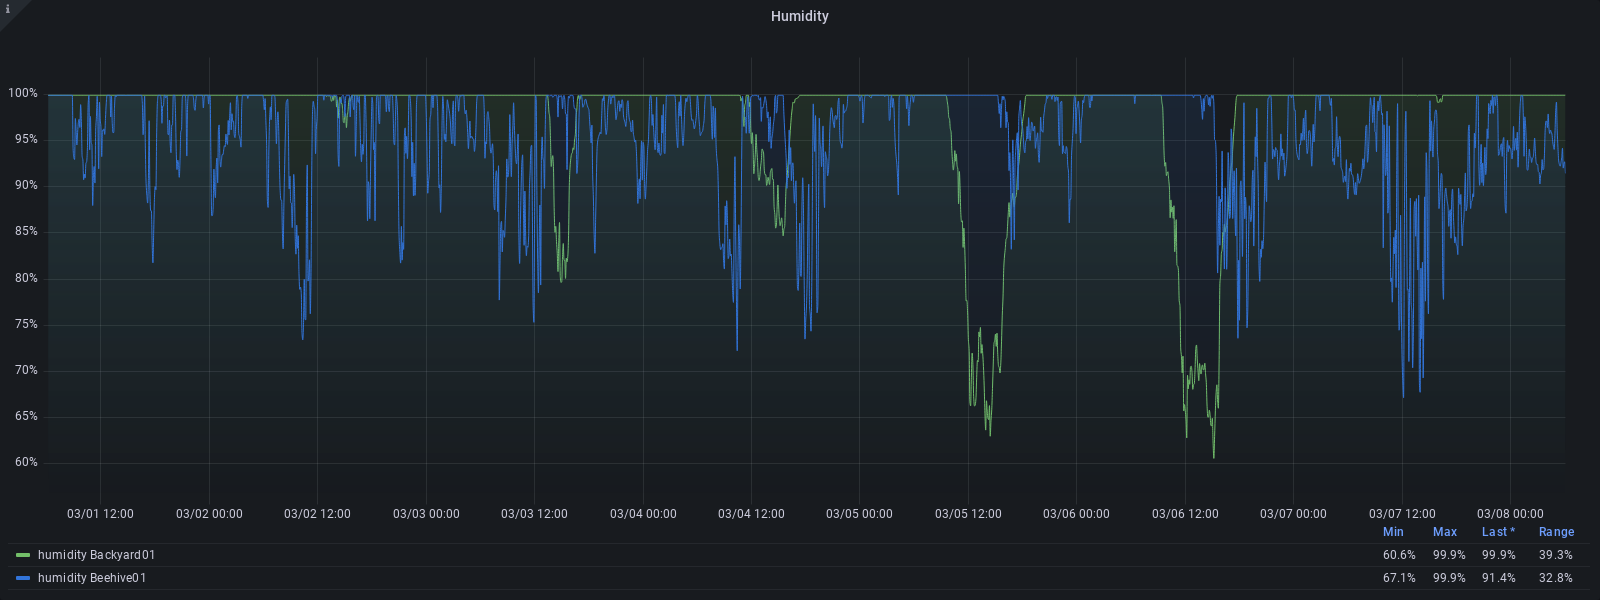 i
Humidity
100%
95%
90%
85%
80%
75%
70%
65%
60%
03/01 12:00 03/02 00:00 03/02 12:00 03/03 00:00 03/03 12:00 03/04 00:00 03/04 12:00 03/05 00:00 03/05 12:00 03/06 00:00 03/06 12:00 03/07 00:00 03/07 12:00 03/08 00:00
Min Max Last * Range
humidity Backyard01 60.6% 99.9% 99.9% 39.3%
humidity Beehive01 67.1% 99.9% 91.4% 32.8%